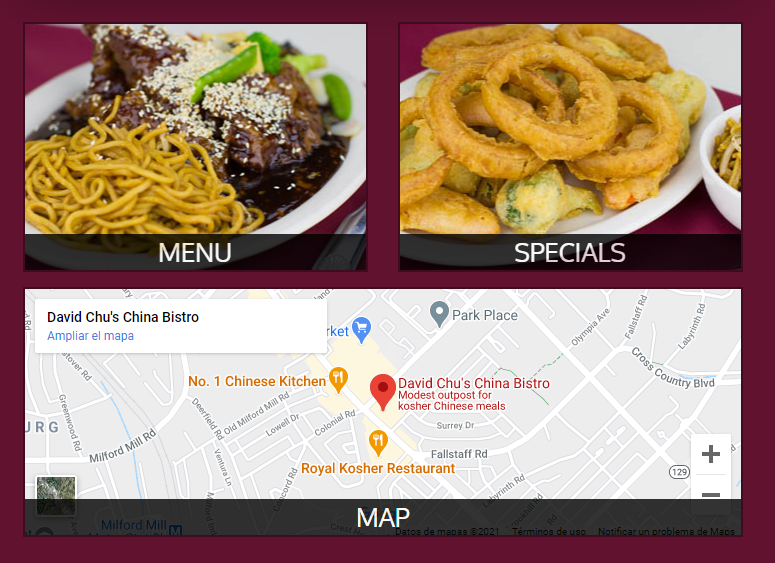 MENU
SPECIALS
David Chu's China Bistro
Ampliar el mapa
rket
Park Place
Olympia Ave
Fallstaff Rd
Labyrinth Rd
Cross Country Blvd
No. 1 Chinese Kitchen
David Chu's China Bistro
Modest outpost for
kosher Chinese meals
Greenwood Rd
Deerfield Rd
Old Milford Mill Rd
Lowell Dr
Colonial Rd
Surrey Dr
URG
Milford Mill Rd
Ventura Ln
Fallstaff Rd
Royal Kosher Restaurant
Concord Rd
Labyrinth Rd
129
MAP
Milford Mill
Datos de mapas ©2021
Términos de uso
Notificar un problema de Maps